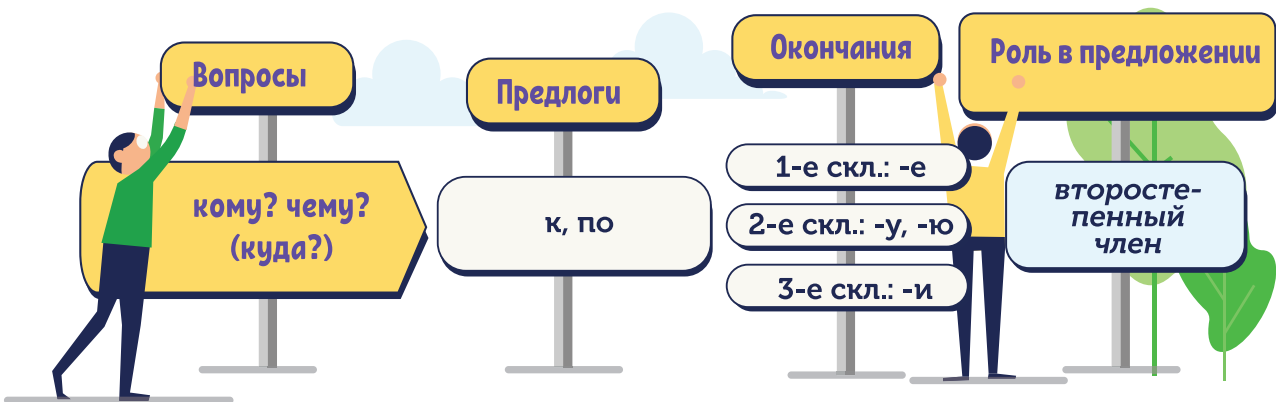 Вопросы
кому? чему?
(куда?)
Предлоги
к, по
Окончания
1-е скл.: -е
2-е скл.: -у, -ю
3-е скл.: -и
Роль в предложении
второсте-
пенный
член